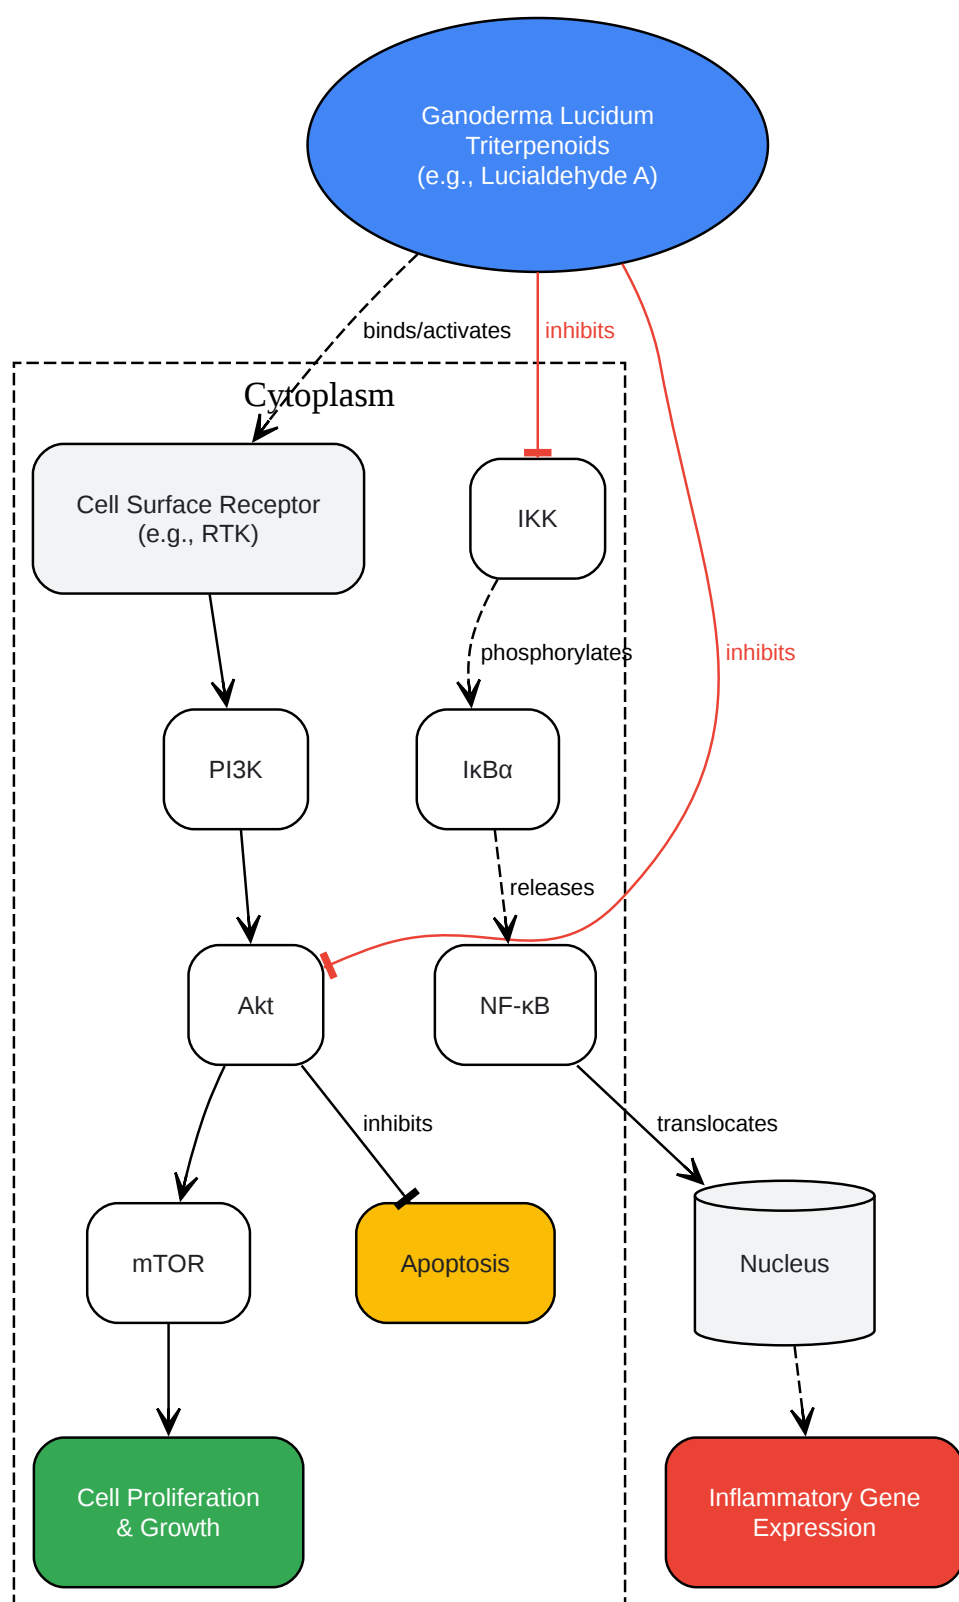 Ganoderma Lucidum
Triterpenoids
(e.g., Lucialdehyde A)
binds/activates
inhibits
Cytoplasm
Cell Surface Receptor
(e.g., RTK)
IKK
phosphorylates
inhibits
PI3K
IκBα
releases
Akt
NF-κB
inhibits
translocates
mTOR
Apoptosis
Nucleus
Cell Proliferation
& Growth
Inflammatory Gene
Expression